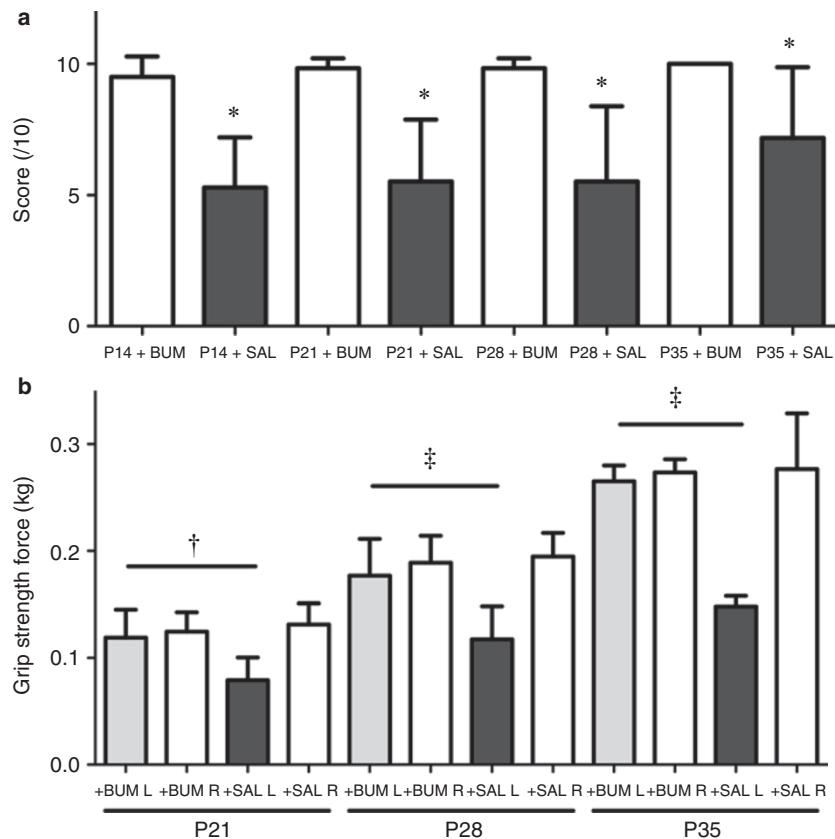 a
Score (/10)
10
5
0
*
*
*
*
P14 + BUM P14 + SAL P21 + BUM P21 + SAL P28 + BUM P28 + SAL P35 + BUM P35 + SAL
b
Grip strength force (kg)
0.3
0.2
0.1
0.0
†
‡
‡
+BUM L +BUM R +SAL L +SAL R +BUM L +BUM R +SAL L +SAL R +BUM L +BUM R +SAL L +SAL R
P21 P28 P35